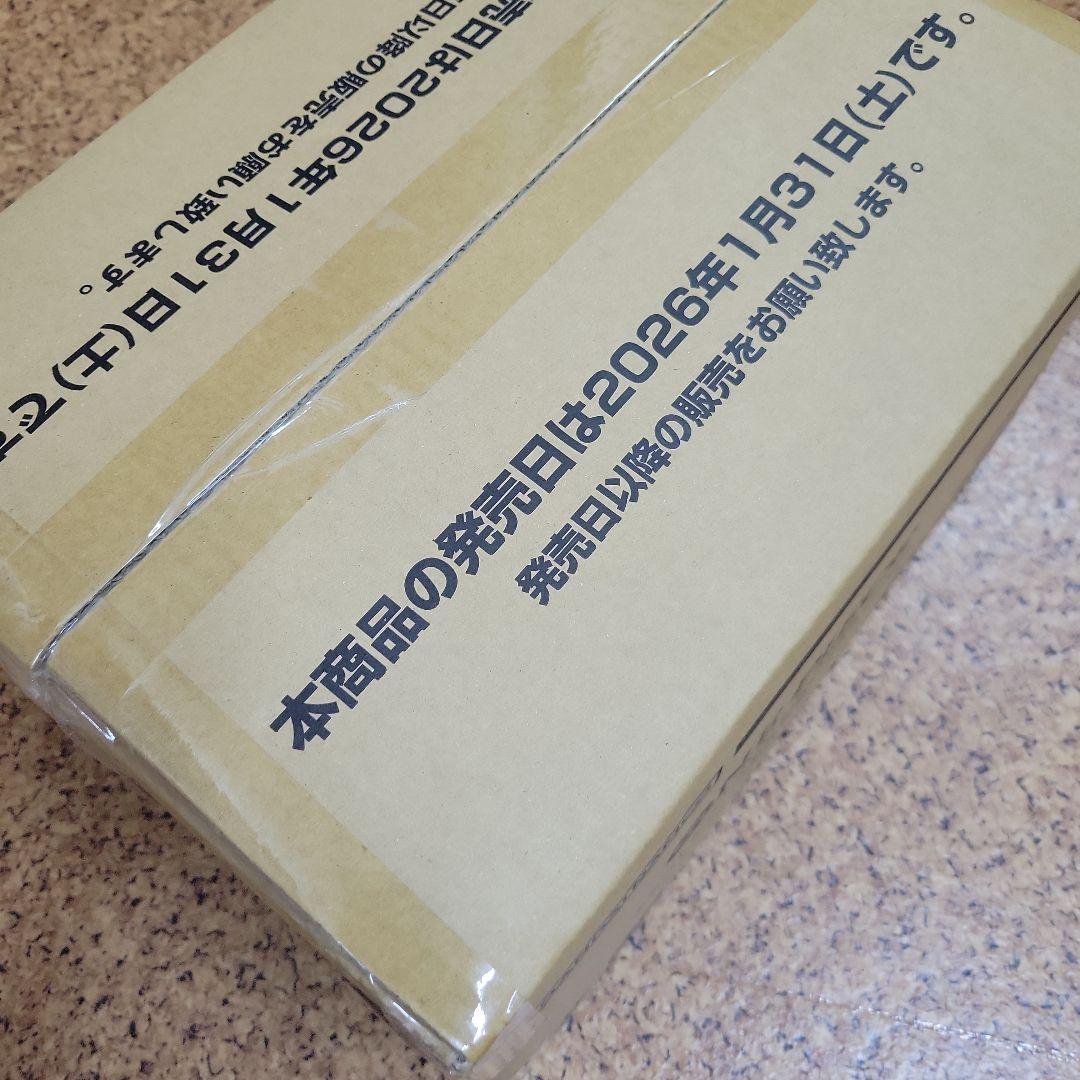 本商品の発売日は2026年1月31日(土)です。
発売日以降の販売をお願い致します。
売日は2026年1月31日(土)で
日以降の販売をお願い致します。